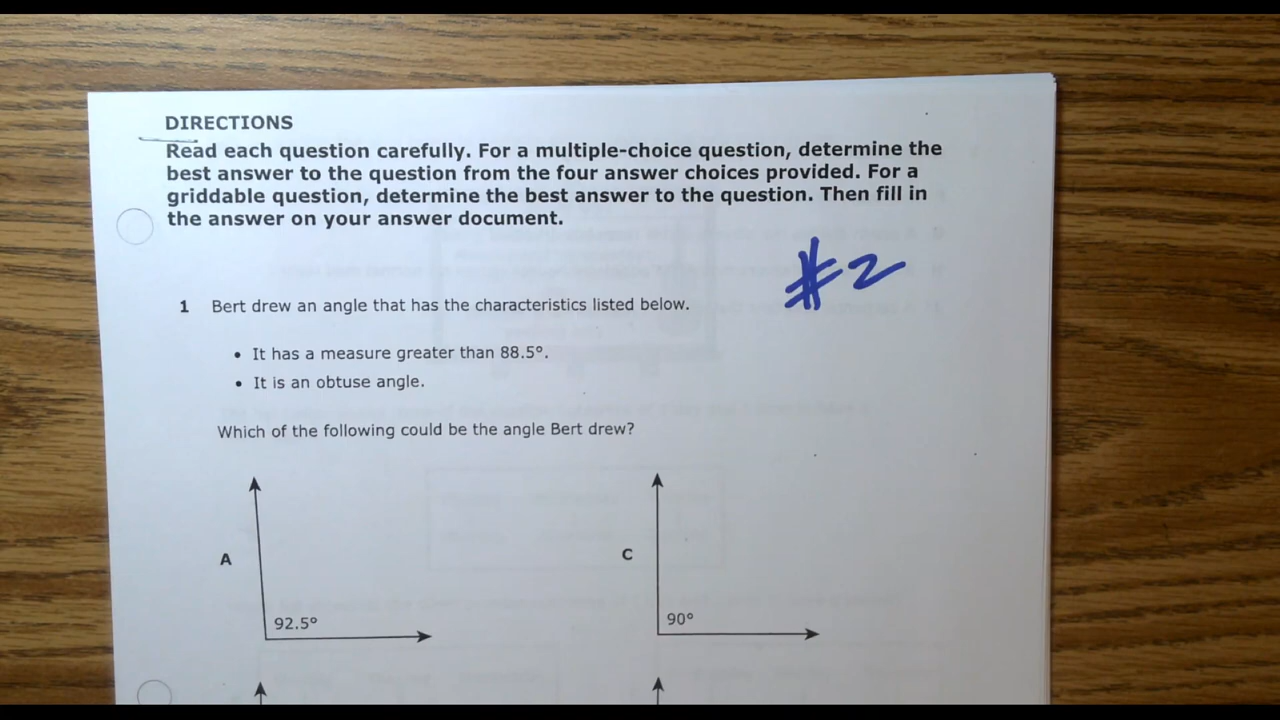 DIRECTIONS
Read each question carefully. For a multiple-choice question, determine the
best answer to the question from the four answer choices provided. For a
griddable question, determine the best answer to the question. Then fill in
the answer on your answer document.
#2
1 Bert drew an angle that has the characteristics listed below.
• It has a measure greater than 88.5°.
• It is an obtuse angle.
Which of the following could be the angle Bert drew?
A
C
92.5°
90°